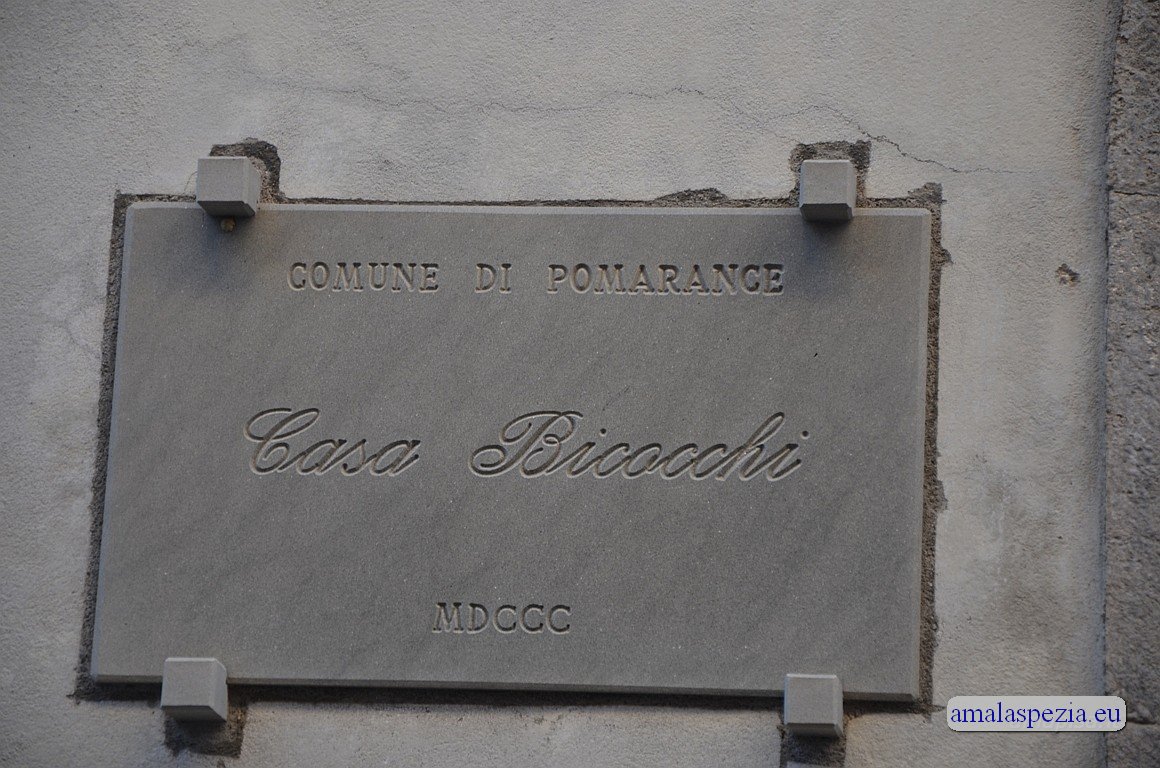 COMUNE DI POMARANCE
Casa Bicocchi
MDCCC
amalaspezia.eu